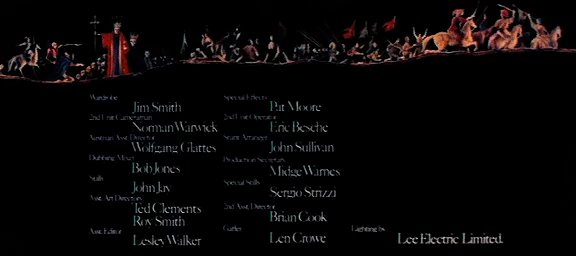 Wardrobe
Jim Smith
2nd Unit Cameraman
Norman Warwick
Austrian Asst. Director
Wolfgang Glattes
Dubbing Mixer
Bob Jones
Stills
John Jay
Asst. Art Directors
Ted Clements
Roy Smith
Asst. Editor
Lesley Walker
Special Effects
Pat Moore
2nd Unit Operator
Eric Besche
Stunt Arranger
John Sullivan
Production Secretary
Midge Warnes
Special Stills
Sergio Strizzi
2nd Asst. Director
Brian Cook
Gaffer
Len Crowe
Lighting by
Lee Electric Limited.